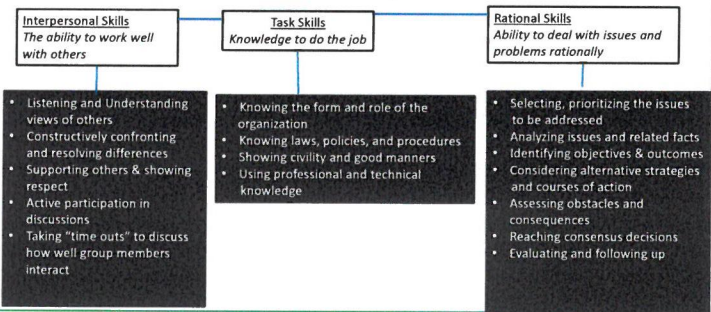 Interpersonal Skills
The ability to work well
with others
Task Skills
Knowledge to do the job
Rational Skills
Ability to deal with issues and
problems rationally
• Listening and Understanding
views of others
• Constructively confronting
and resolving differences
• Supporting others & showing
respect
• Active participation in
discussions
• Taking "time outs" to discuss
how well group members
interact
• Knowing the form and role of the
organization
• Knowing laws, policies, and procedures
• Showing civility and good manners
• Using professional and technical
knowledge
• Selecting, prioritizing the issues
to be addressed
• Analyzing issues and related facts
• Identifying objectives & outcomes
• Considering alternative strategies
and courses of action
• Assessing obstacles and
consequences
• Reaching consensus decisions
• Evaluating and following up